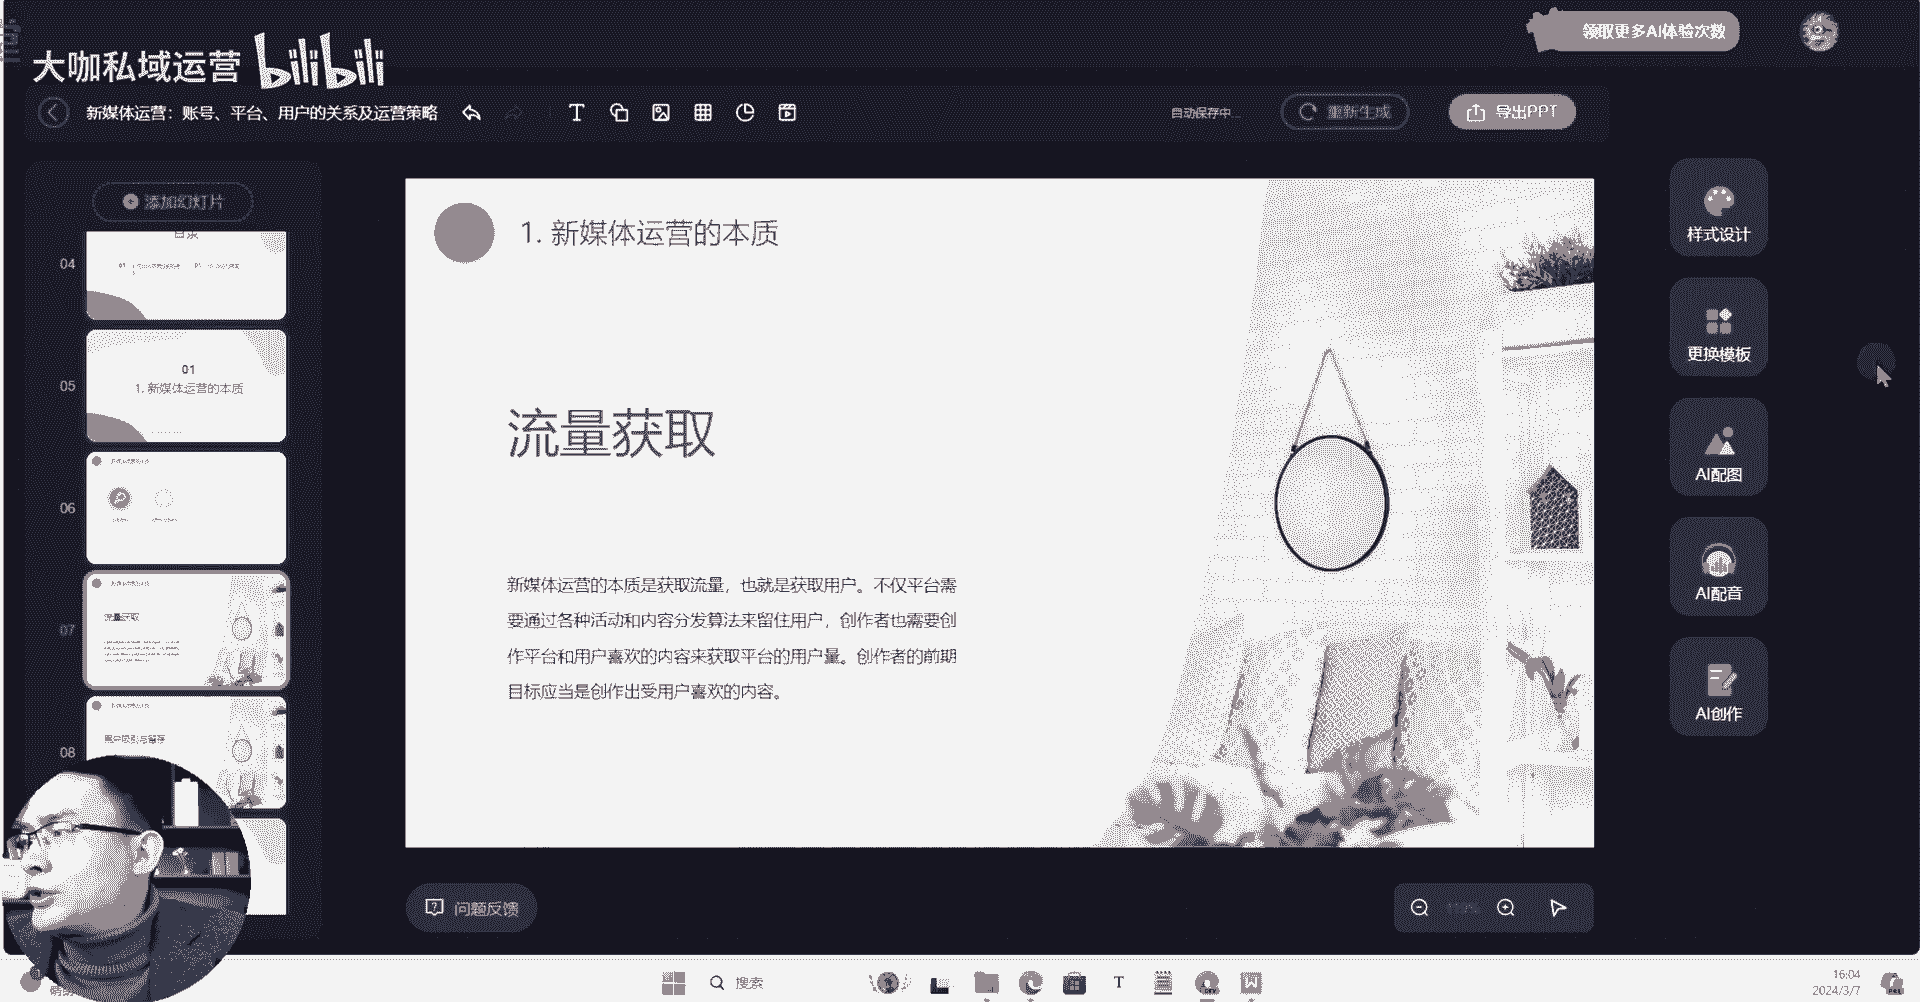 领取更多AI体验次数
大咖私域运营 bilibili
新媒体运营：账号、平台、用户的关系及运营策略
自动保存中...
重新生成
导出PPT
添加幻灯片
04
目录
05
01
1. 新媒体运营的本质
06
07
流量获取
08
1. 新媒体运营的本质
流量获取
新媒体运营的本质是获取流量，也就是获取用户。不仅平台需
要通过各种活动和内容分发算法来留住用户，创作者也需要创
作平台和用户喜欢的内容来获取平台的用户量。创作者的前期
目标应当是创作出受用户喜欢的内容。
样式设计
更换模板
AI配图
AI配音
AI创作
问题反馈
搜索
16:04
2024/3/7